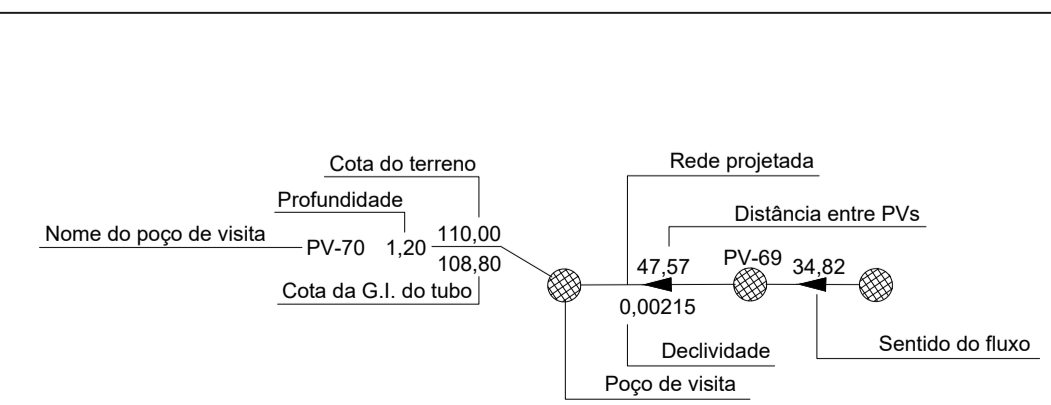 Cota do terreno
Rede projetada
Profundidade
Distância entre PVs
Nome do poço de visita
PV-70 1,20 110,00
108,80
Cota da G.I. do tubo
47,57
PV-69
34,82
0,00215
Declividade
Sentido do fluxo
Poço de visita